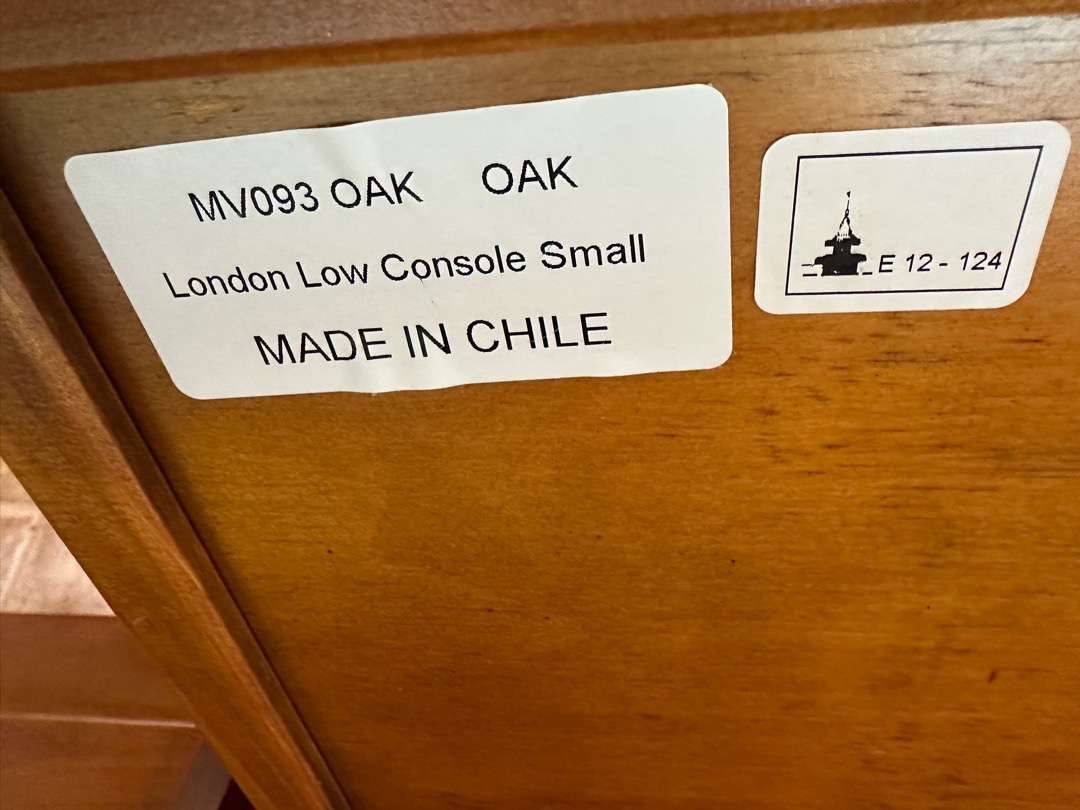 MV093 OAK OAK
London Low Console Small
MADE IN CHILE
E 12 - 124